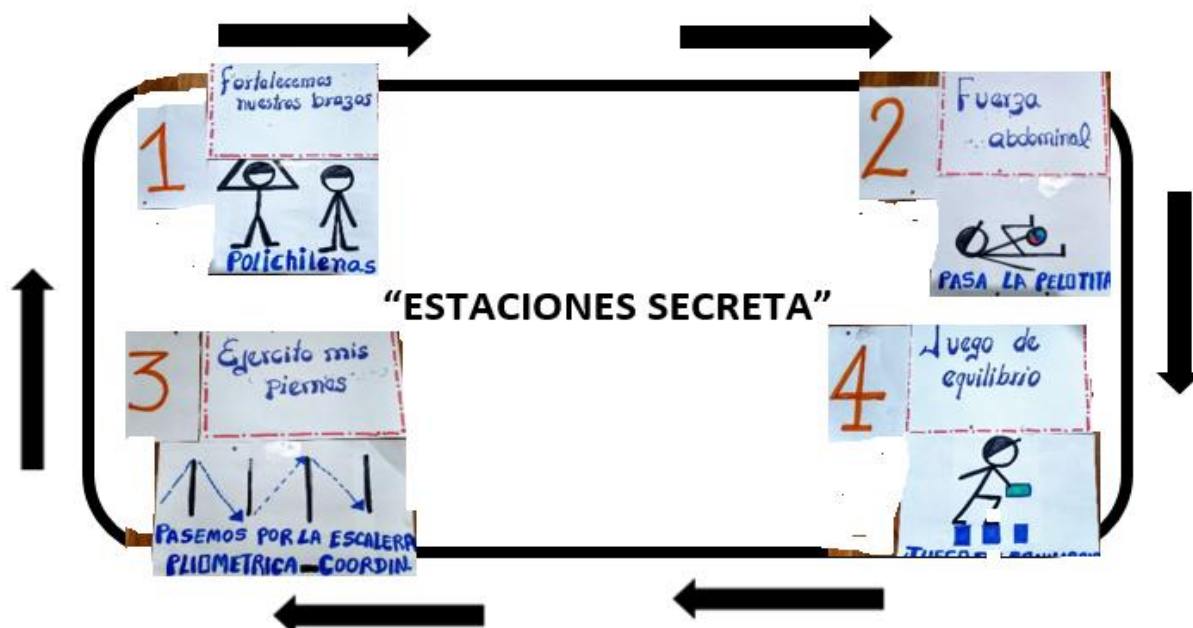 1
Fortalecemos
nuestros brazos
Polichilenas
2
Fuerza
abdominal
PASA LA PELOTITA
"ESTACIONES SECRETA"
3
Ejercito mis
piernas
PASEMOS POR LA ESCALERA
PLIOMETRICA - COORDIN.
4
Juego de
equilibrio
JUEGO